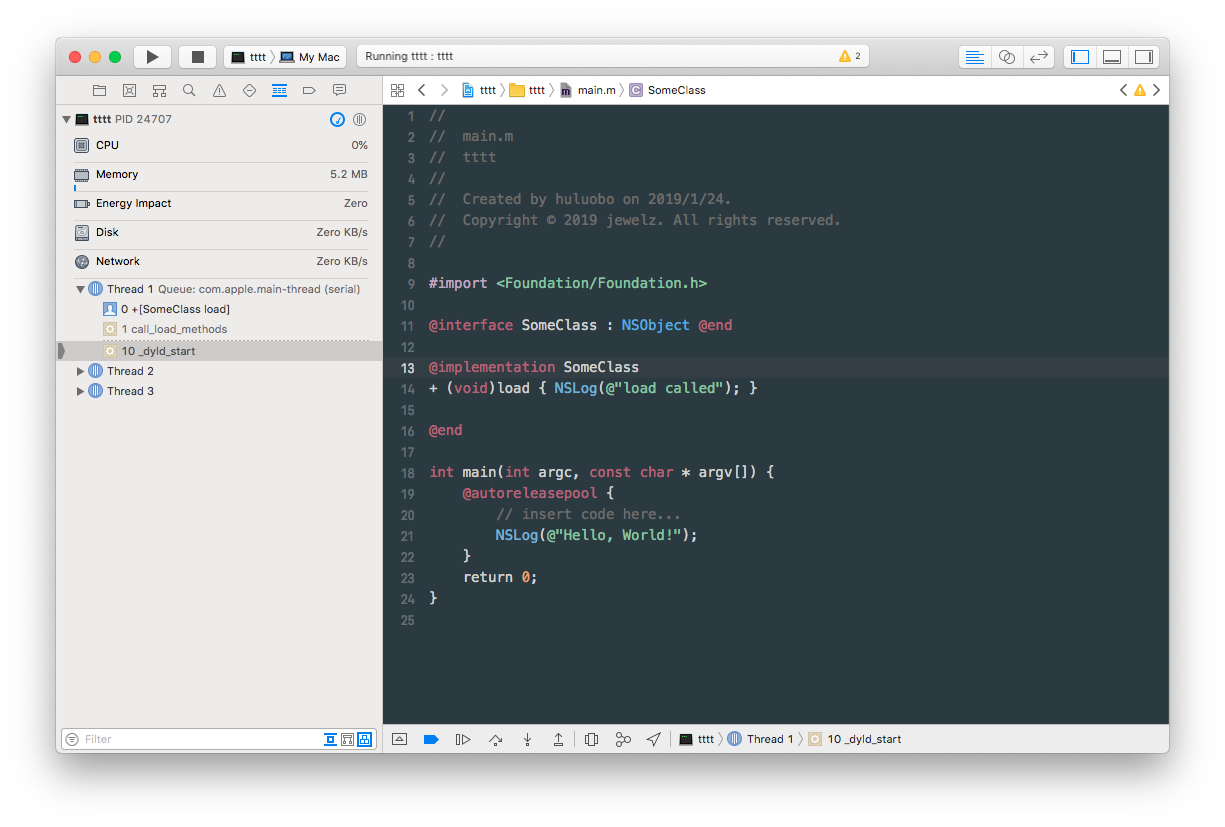 tttt My Mac Running tttt : tttt 2
tttt PID 24707
CPU 0%
Memory 5.2 MB
Energy Impact Zero
Disk Zero KB/s
Network Zero KB/s
Thread 1 Queue: com.apple.main-thread (serial)
0 +[SomeClass load]
1 call_load_methods
10 _dyld_start
Thread 2
Thread 3
Filter
tttt tttt m main.m C SomeClass
1 //
2 //  main.m
3 //  tttt
4 //
5 //  Created by huluobo on 2019/1/24.
6 //  Copyright © 2019 jewelz. All rights reserved.
7 //
8
9 #import <Foundation/Foundation.h>
10
11 @interface SomeClass : NSObject @end
12
13 @implementation SomeClass
14 + (void)load { NSLog(@"load called"); }
15
16 @end
17
18 int main(int argc, const char * argv[]) {
19     @autoreleasepool {
20         // insert code here...
21         NSLog(@"Hello, World!");
22     }
23     return 0;
24 }
25
tttt Thread 1 10 _dyld_start